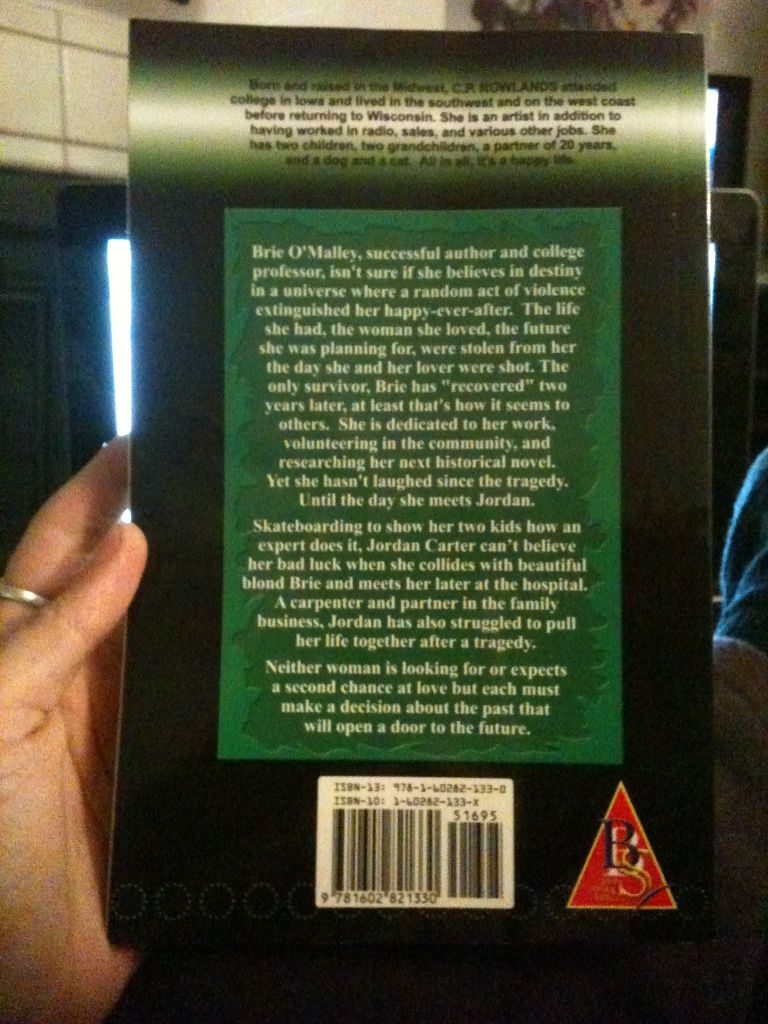 Born and raised in the Midwest, C.P. ROWLANDS attended
college in Iowa and lived in the southwest and on the west coast
before returning to Wisconsin. She is an artist in addition to
having worked in radio, sales, and various other jobs. She
has two children, two grandchildren, a partner of 20 years,
and a dog and a cat. All in all, it's a happy life.
Brie O'Malley, successful author and college
professor, isn't sure if she believes in destiny
in a universe where a random act of violence
extinguished her happy-ever-after. The life
she had, the woman she loved, the future
she was planning for, were stolen from her
the day she and her lover were shot. The
only survivor, Brie has "recovered" two
years later, at least that's how it seems to
others. She is dedicated to her work,
volunteering in the community, and
researching her next historical novel.
Yet she hasn't laughed since the tragedy.
Until the day she meets Jordan.
Skateboarding to show her two kids how an
expert does it, Jordan Carter can't believe
her bad luck when she collides with beautiful
blond Brie and meets her later at the hospital.
A carpenter and partner in the family
business, Jordan has also struggled to pull
her life together after a tragedy.
Neither woman is looking for or expects
a second chance at love but each must
make a decision about the past that
will open a door to the future.
ISBN-13: 978-1-60282-133-0
ISBN-10: 1-60282-133-X
51695
9 781602 821330
BS